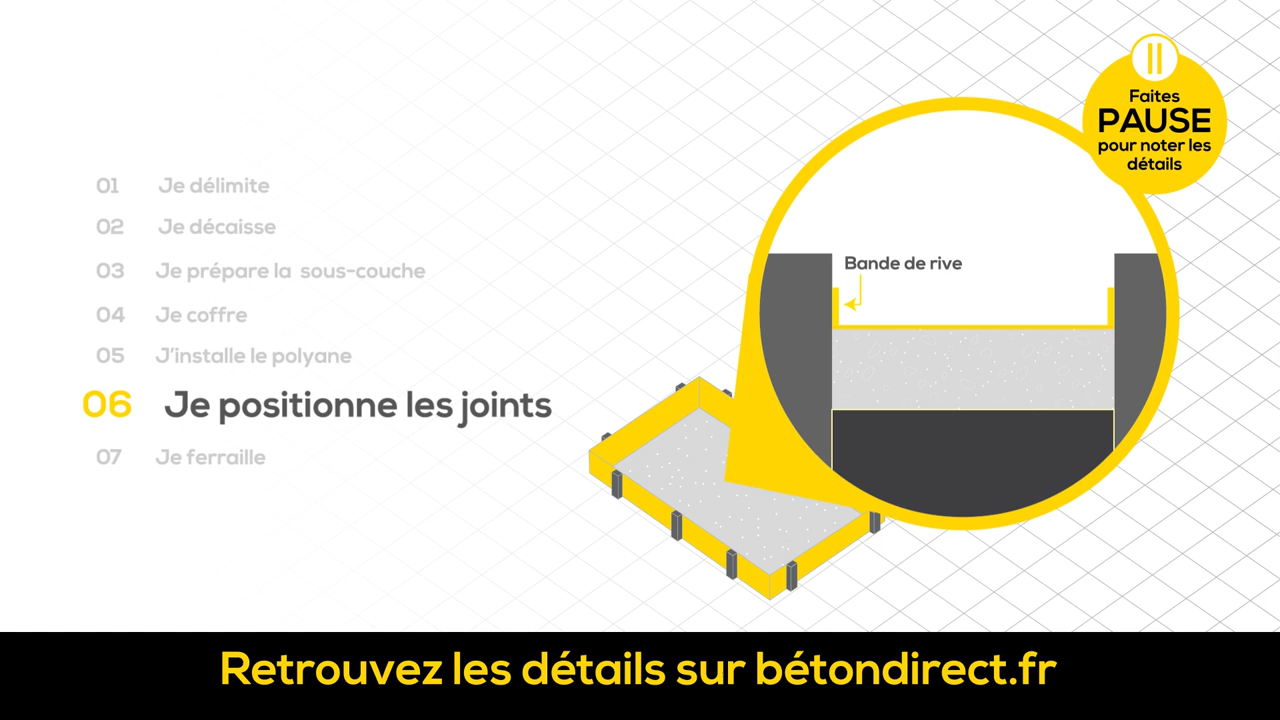 Faites
PAUSE
pour noter les
détails
01 Je délimite
02 Je décaisse
03 Je prépare la sous-couche
04 Je coffre
05 J’installe le polyane
06 Je positionne les joints
07 Je ferraille
Bande de rive
Retrouvez les détails sur bétondirect.fr